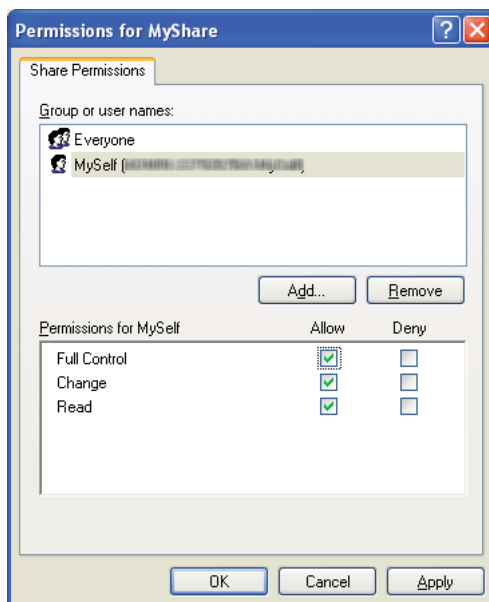 Permissions for MyShare
Share Permissions
Group or user names:
Everyone
MySelf (
Add... Remove
Permissions for MySelf Allow Deny
Full Control
Change
Read
OK Cancel Apply